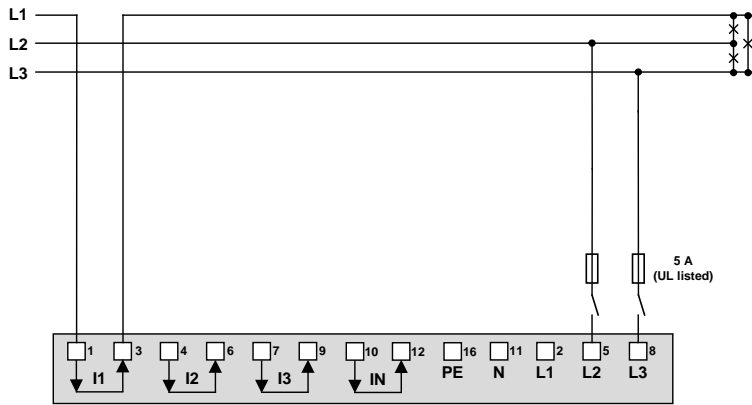 L1
L2
L3
5 A
(UL listed)
1 3 4 6 7 9 10 12 16 11 2 5 8
I1 I2 I3 IN PE N L1 L2 L3